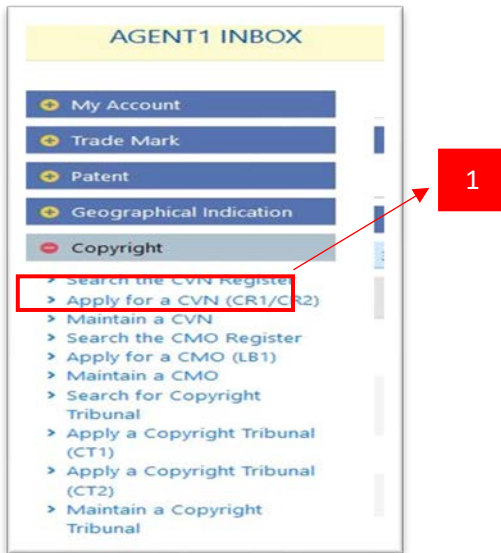 AGENT1 INBOX
My Account
Trade Mark
Patent
Geographical Indication
Copyright
Search the CVN Register
Apply for a CVN (CR1/CR2)
Maintain a CVN
Search the CMO Register
Apply for a CMO (LB1)
Maintain a CMO
Search for Copyright
Tribunal
Apply a Copyright Tribunal
(CT1)
Apply a Copyright Tribunal
(CT2)
Maintain a Copyright
Tribunal
1